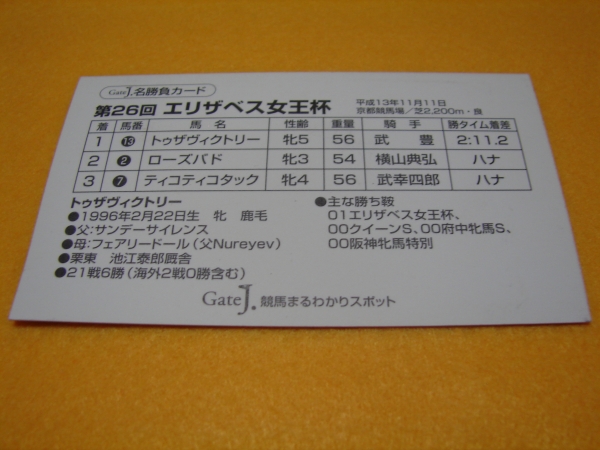 Gate J. 名勝負カード
第26回 エリザベス女王杯
平成13年11月11日
京都競馬場／芝2,200m・良
着 馬番 馬名 性齢 重量 騎手 勝タイム着差
1 13 トゥザヴィクトリー 牝5 56 武豊 2:11.2
2 2 ローズバド 牝3 54 横山典弘 ハナ
3 7 ティコティコタック 牝4 56 武幸四郎 ハナ
トゥザヴィクトリー
●1996年2月22日生 牝 鹿毛
●父:サンデーサイレンス
●母:フェアリードール(父Nureyev)
●栗東 池江泰郎厩舎
●21戦6勝(海外2戦0勝含む)
●主な勝ち鞍
01エリザベス女王杯、
00クイーンS、00府中牝馬S、
00阪神牝馬特別
Gate J. 競馬まるわかりスポット